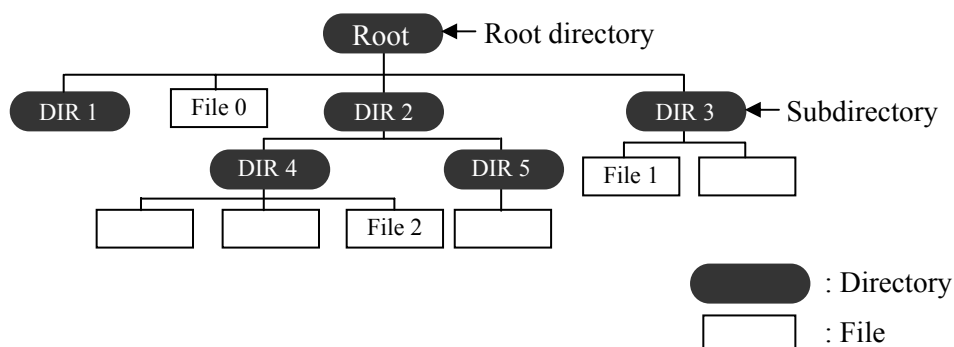 Root
Root directory
DIR 1
File 0
DIR 2
DIR 3
Subdirectory
DIR 4
DIR 5
File 1
File 2
: Directory
: File